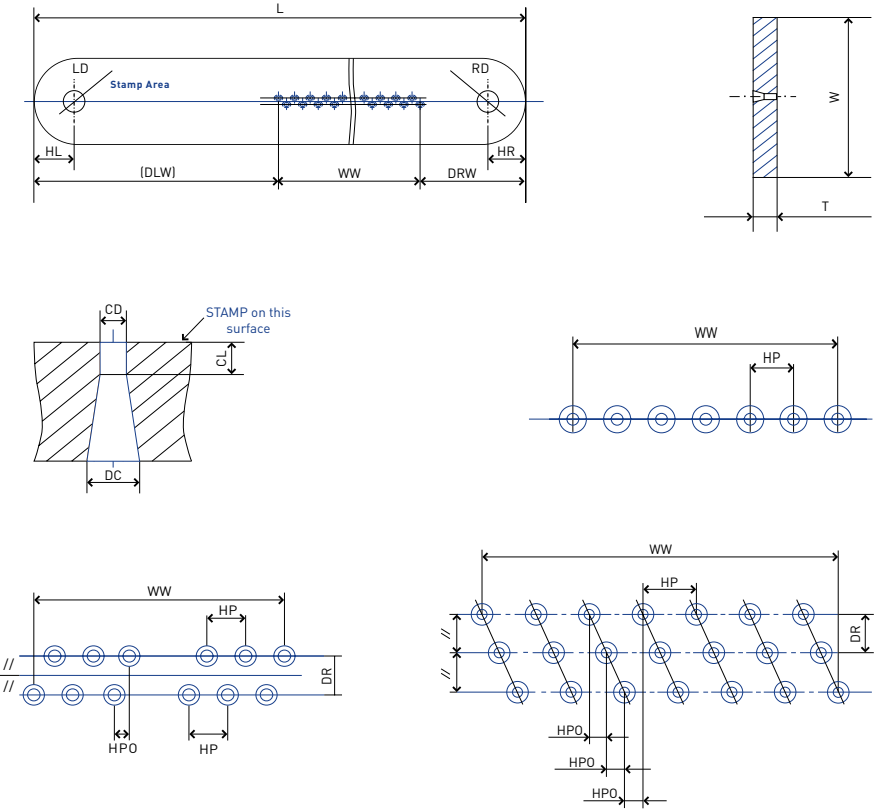 L
LD
Stamp Area
RD
HL
HR
(DLW)
WW
DRW
W
T
CD
STAMP on this
surface
CL
DC
WW
HP
WW
HP
//
//
DR
HPO
HP
WW
HP
//
//
DR
HPO
HPO
HPO